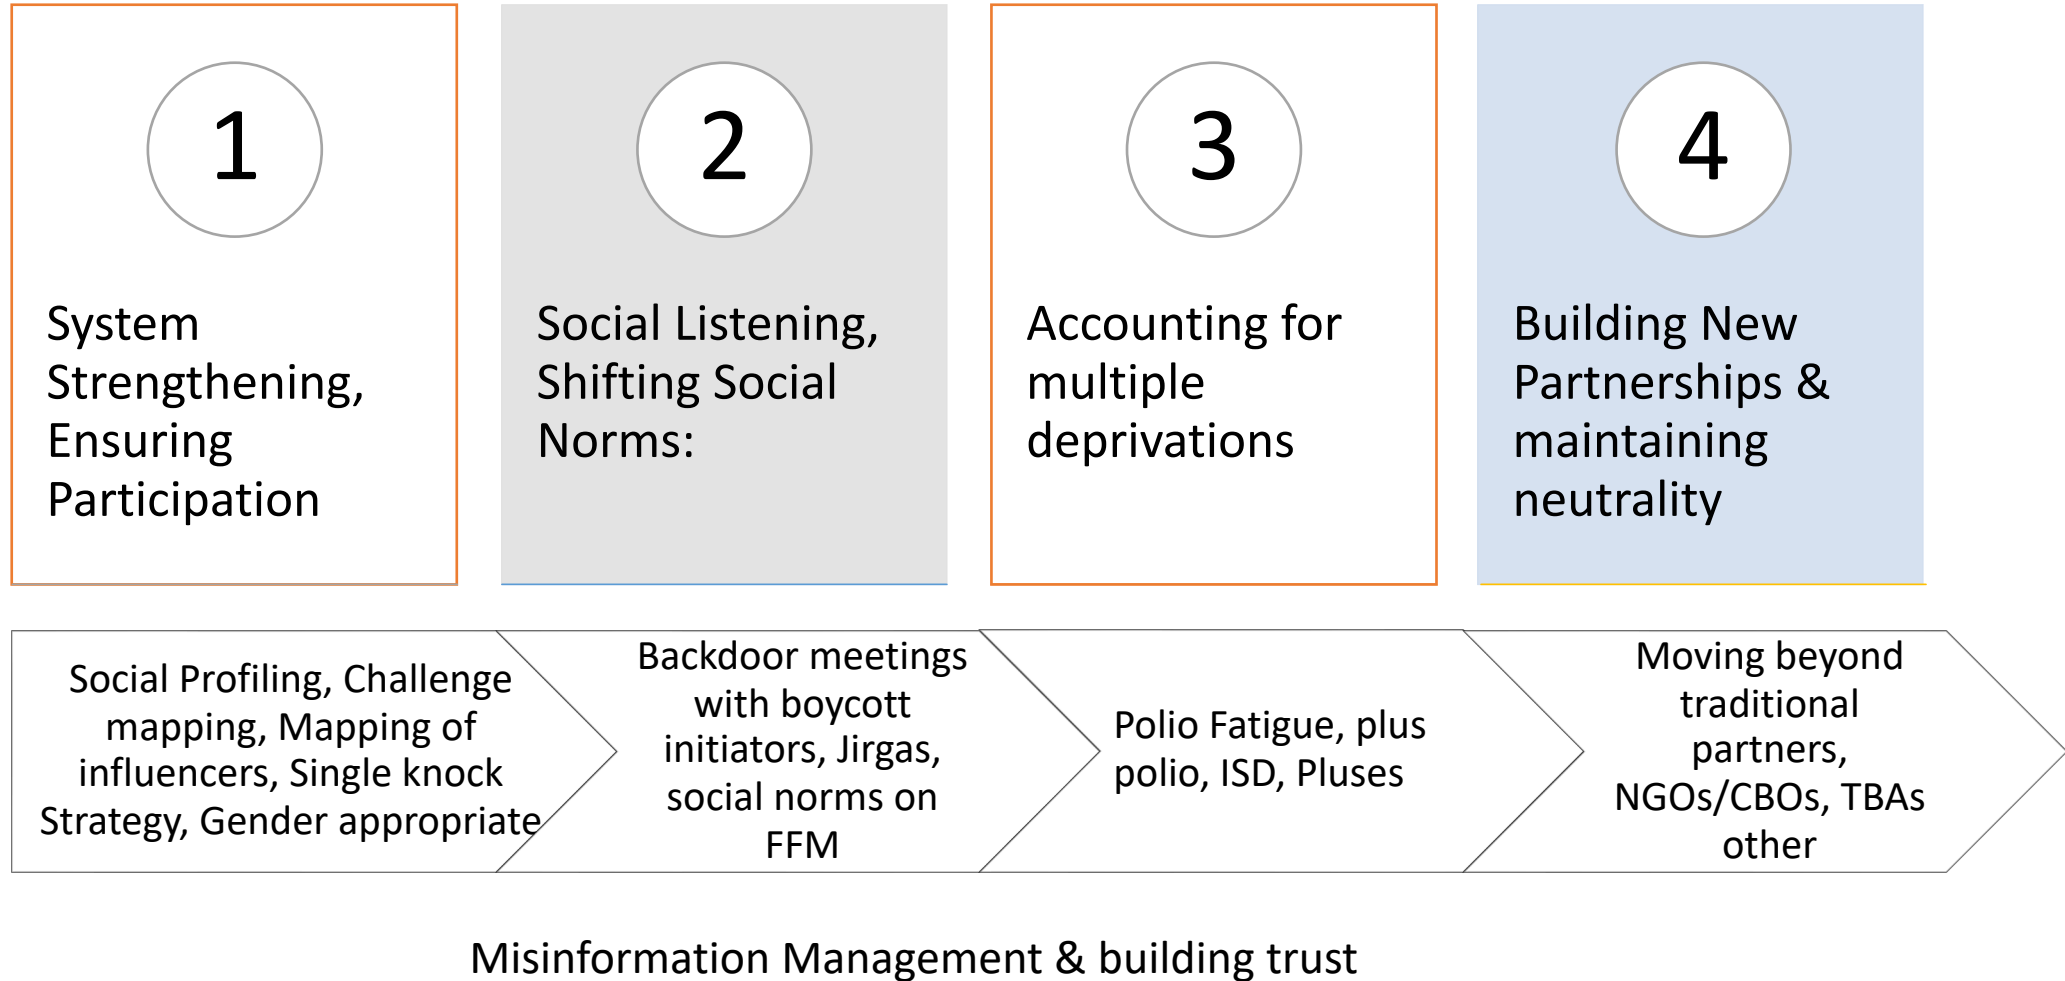 1
System
Strengthening,
Ensuring
Participation
2
Social Listening,
Shifting Social
Norms:
3
Accounting for
multiple
deprivations
4
Building New
Partnerships &
maintaining
neutrality
Social Profiling, Challenge
mapping, Mapping of
influencers, Single knock
Strategy, Gender appropriate
Backdoor meetings
with boycott
initiators, Jirgas,
social norms on
FFM
Polio Fatigue, plus
polio, ISD, Pluses
Moving beyond
traditional
partners,
NGOs/CBOs, TBAs
other
Misinformation Management & building trust